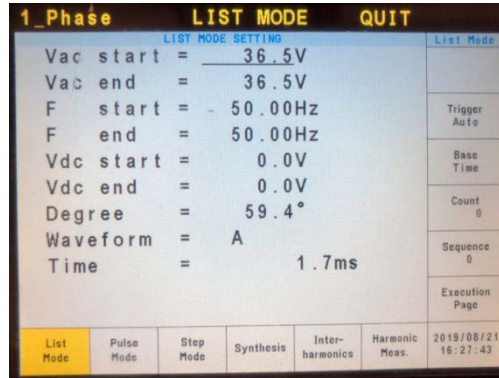 1_Phase LIST MODE QUIT
LIST MODE SETTING
Vac start = 36.5V
Vac end = 36.5V
F start = 50.00Hz
F end = 50.00Hz
Vdc start = 0.0V
Vdc end = 0.0V
Degree = 59.4°
Waveform = A
Time = 1.7ms
List Mode
Trigger
Auto
Base
Time
Count
0
Sequence
0
Execution
Page
List
Mode
Pulse
Mode
Step
Mode
Synthesis
Inter-
harmonics
Harmonic
Meas.
2019/08/21
16:27:43